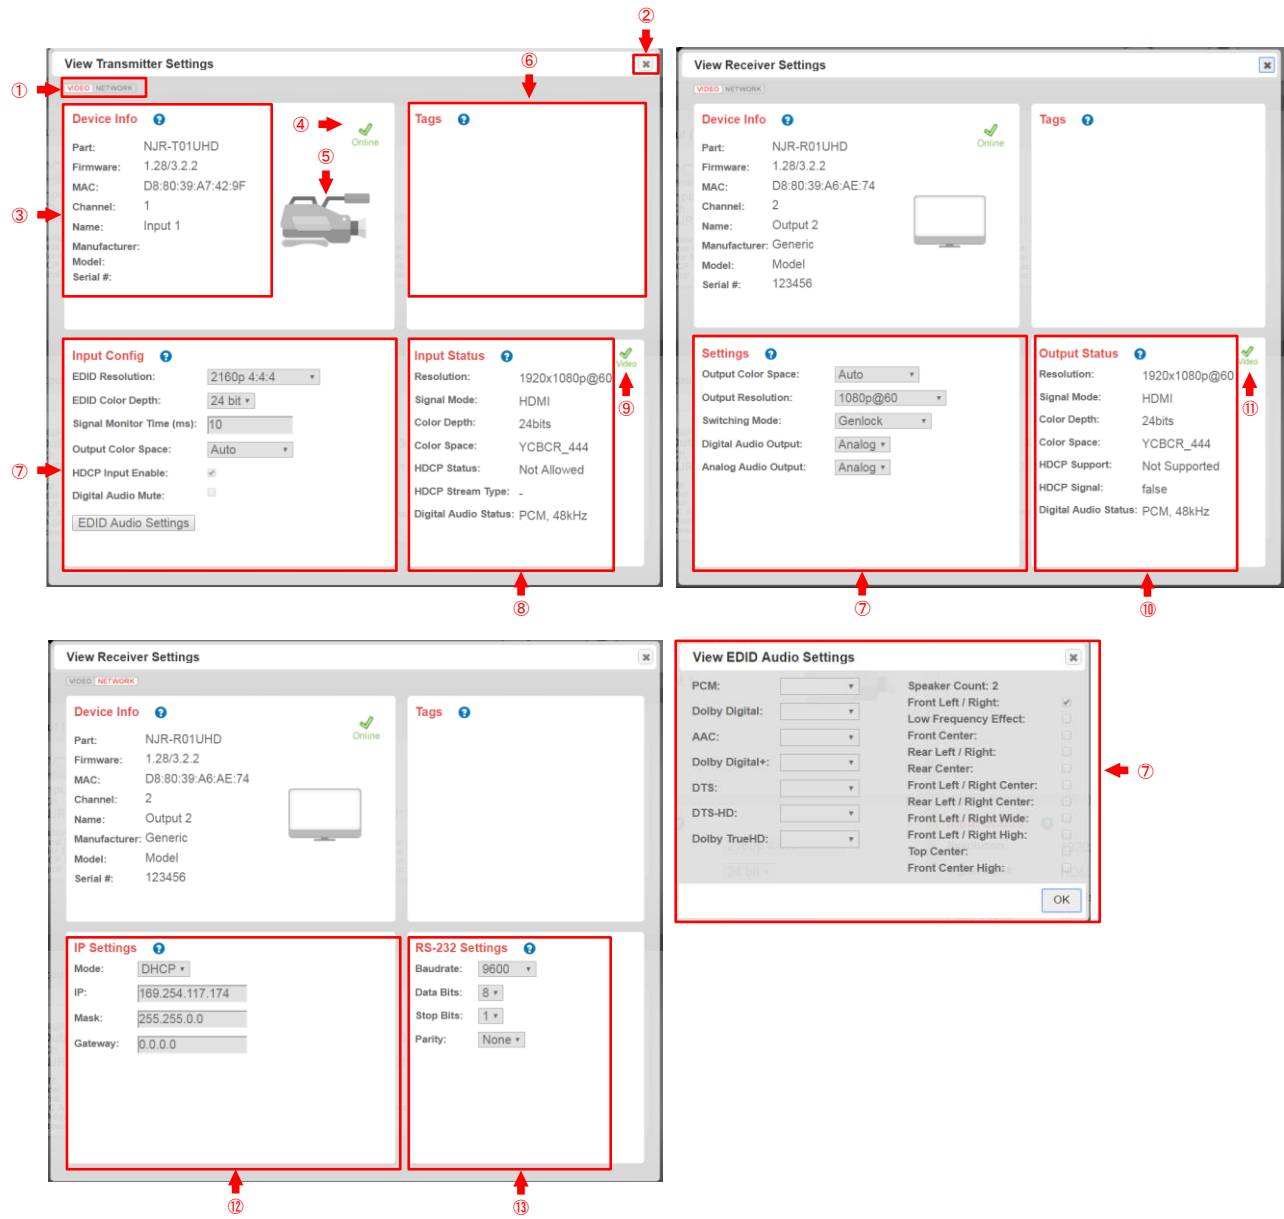 ②
View Transmitter Settings
①
VIDEO NETWORK
⑥
Device Info
Part: NJR-T01UHD
Firmware: 1.28/3.2.2
MAC: D8:80:39:A7:42:9F
Channel: 1
Name: Input 1
Manufacturer:
Model:
Serial #:
③
④
Online
⑤
Tags
Input Config
EDID Resolution: 2160p 4:4:4
EDID Color Depth: 24 bit
Signal Monitor Time (ms): 10
Output Color Space: Auto
HDCP Input Enable:
Digital Audio Mute:
EDID Audio Settings
⑦
Input Status
Video
Resolution: 1920x1080p@60
Signal Mode: HDMI
Color Depth: 24bits
Color Space: YCBCR_444
HDCP Status: Not Allowed
HDCP Stream Type: -
Digital Audio Status: PCM, 48kHz
⑨
⑧
View Receiver Settings
VIDEO NETWORK
Device Info
Part: NJR-R01UHD
Firmware: 1.28/3.2.2
MAC: D8:80:39:A6:AE:74
Channel: 2
Name: Output 2
Manufacturer: Generic
Model: Model
Serial #: 123456
Online
Tags
Settings
Output Color Space: Auto
Output Resolution: 1080p@60
Switching Mode: Genlock
Digital Audio Output: Analog
Analog Audio Output: Analog
⑦
Output Status
Video
Resolution: 1920x1080p@60
Signal Mode: HDMI
Color Depth: 24bits
Color Space: YCBCR_444
HDCP Support: Not Supported
HDCP Signal: false
Digital Audio Status: PCM, 48kHz
⑪
⑩
View Receiver Settings
VIDEO NETWORK
Device Info
Part: NJR-R01UHD
Firmware: 1.28/3.2.2
MAC: D8:80:39:A6:AE:74
Channel: 2
Name: Output 2
Manufacturer: Generic
Model: Model
Serial #: 123456
Online
Tags
IP Settings
Mode: DHCP
IP: 169.254.117.174
Mask: 255.255.0.0
Gateway: 0.0.0.0
⑫
RS-232 Settings
Baudrate: 9600
Data Bits: 8
Stop Bits: 1
Parity: None
⑬
View EDID Audio Settings
PCM:
Dolby Digital:
AAC:
Dolby Digital+:
DTS:
DTS-HD:
Dolby TrueHD:
Speaker Count: 2
Front Left / Right:
Low Frequency Effect:
Front Center:
Rear Left / Right:
Rear Center:
Front Left / Right Center:
Rear Left / Right Center:
Front Left / Right Wide:
Front Left / Right High:
Top Center:
Front Center High:
OK
⑦